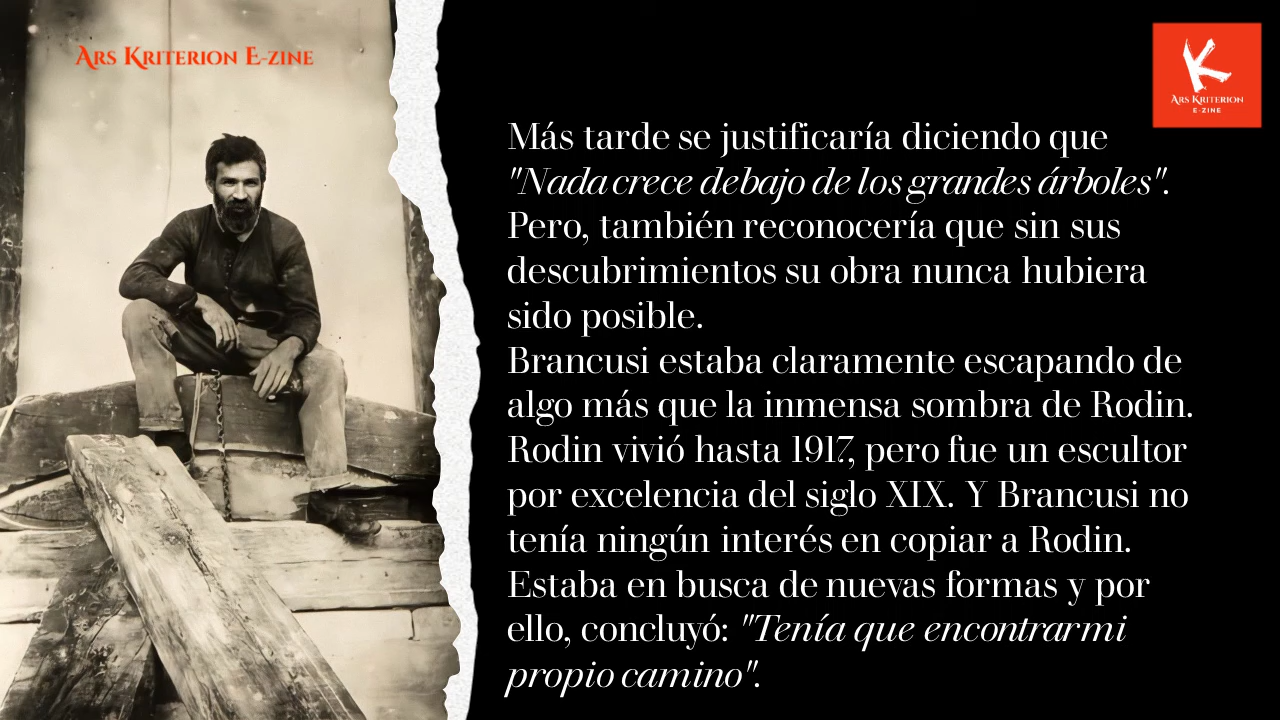 Ars Kriterion E-zine
Ars Kriterion
E-ZINE
Más tarde se justificaría diciendo que
"Nada crece debajo de los grandes árboles".
Pero, también reconocería que sin sus
descubrimientos su obra nunca hubiera
sido posible.
Brancusi estaba claramente escapando de
algo más que la inmensa sombra de Rodin.
Rodin vivió hasta 1917, pero fue un escultor
por excelencia del siglo XIX. Y Brancusi no
tenía ningún interés en copiar a Rodin.
Estaba en busca de nuevas formas y por
ello, concluyó: "Tenía que encontrar mi
propio camino".